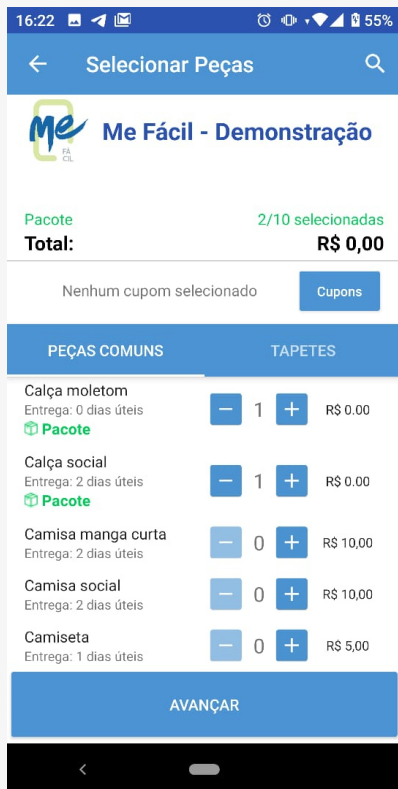 16:22 55%
Selecionar Peças
Me
FÁ
CIL
Me Fácil - Demonstração
Pacote 2/10 selecionadas
Total: R$ 0,00
Nenhum cupom selecionado Cupons
PEÇAS COMUNS TAPETES
Calça moletom
Entrega: 0 dias úteis 1 R$ 0.00
Pacote
Calça social
Entrega: 2 dias úteis 1 R$ 0.00
Pacote
Camisa manga curta
Entrega: 2 dias úteis 0 R$ 10,00
Camisa social
Entrega: 2 dias úteis 0 R$ 10,00
Camiseta
Entrega: 1 dias úteis 0 R$ 5,00
AVANÇAR